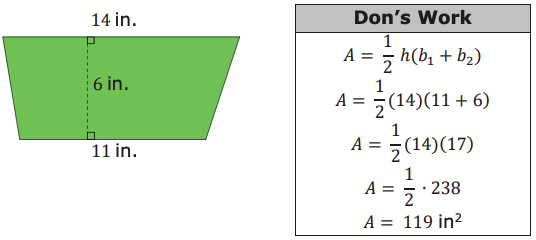 14 in.
6 in.
11 in.
Don's Work
A = 1/2 h(b₁ + b₂)
A = 1/2 (14)(11 + 6)
A = 1/2 (14)(17)
A = 1/2 · 238
A = 119 in²